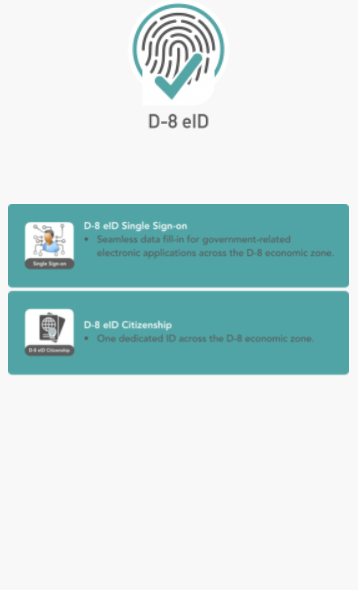 D-8 eID
D-8 eID Single Sign-on
• Seamless data fill-in for government-related
electronic applications across the D-8 economic zone.
Single Sign-on
D-8 eID Citizenship
• One dedicated ID across the D-8 economic zone.
D-8 eID Citizenship